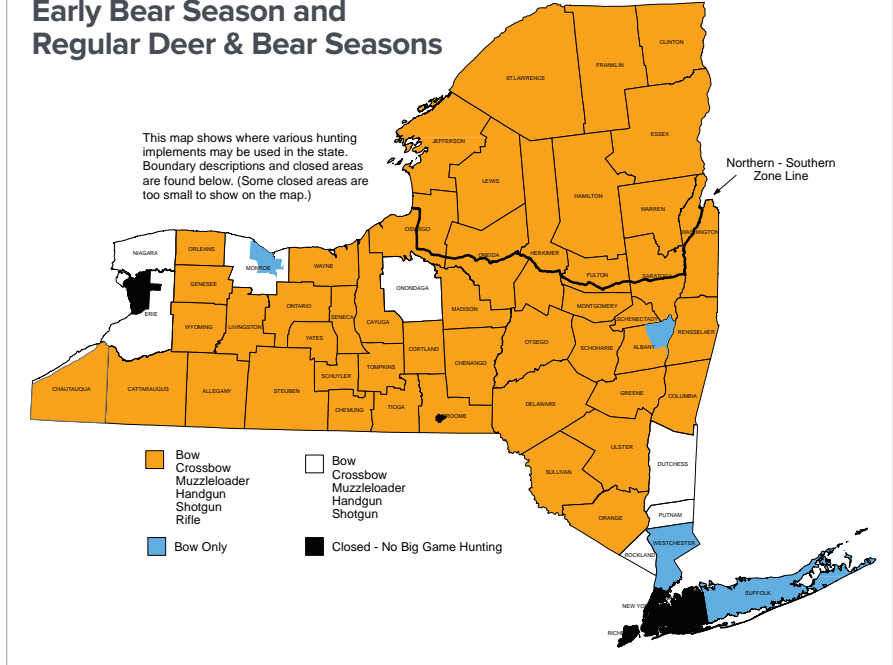 Early Bear Season and
Regular Deer & Bear Seasons
This map shows where various hunting
implements may be used in the state.
Boundary descriptions and closed areas
are found below. (Some closed areas are
too small to show on the map.)
Northern - Southern
Zone Line
CLINTON
FRANKLIN
ST.LAWRENCE
ESSEX
JEFFERSON
LEWIS
HAMILTON
WARREN
WASHINGTON
OSWEGO
ONEIDA
HERKIMER
FULTON
SARATOGA
NIAGARA
ORLEANS
MONROE
WAYNE
GENESEE
ONONDAGA
MADISON
MONTGOMERY
ERIE
ONTARIO
SENECA
CAYUGA
SCHENECTADY
WYOMING
LIVINGSTON
YATES
CORTLAND
CHENANGO
OTSEGO
SCHOHARIE
ALBANY
RENSSELAER
TOMPKINS
SCHUYLER
CHAUTAUQUA
CATTARAUGUS
ALLEGANY
STEUBEN
CHEMUNG
TIOGA
BROOME
DELAWARE
GREENE
COLUMBIA
ULSTER
SULLIVAN
DUTCHESS
ORANGE
PUTNAM
WESTCHESTER
ROCKLAND
SUFFOLK
NEW YO
RICH
Bow
Crossbow
Muzzleloader
Handgun
Shotgun
Rifle
Bow
Crossbow
Muzzleloader
Handgun
Shotgun
Bow Only
Closed - No Big Game Hunting